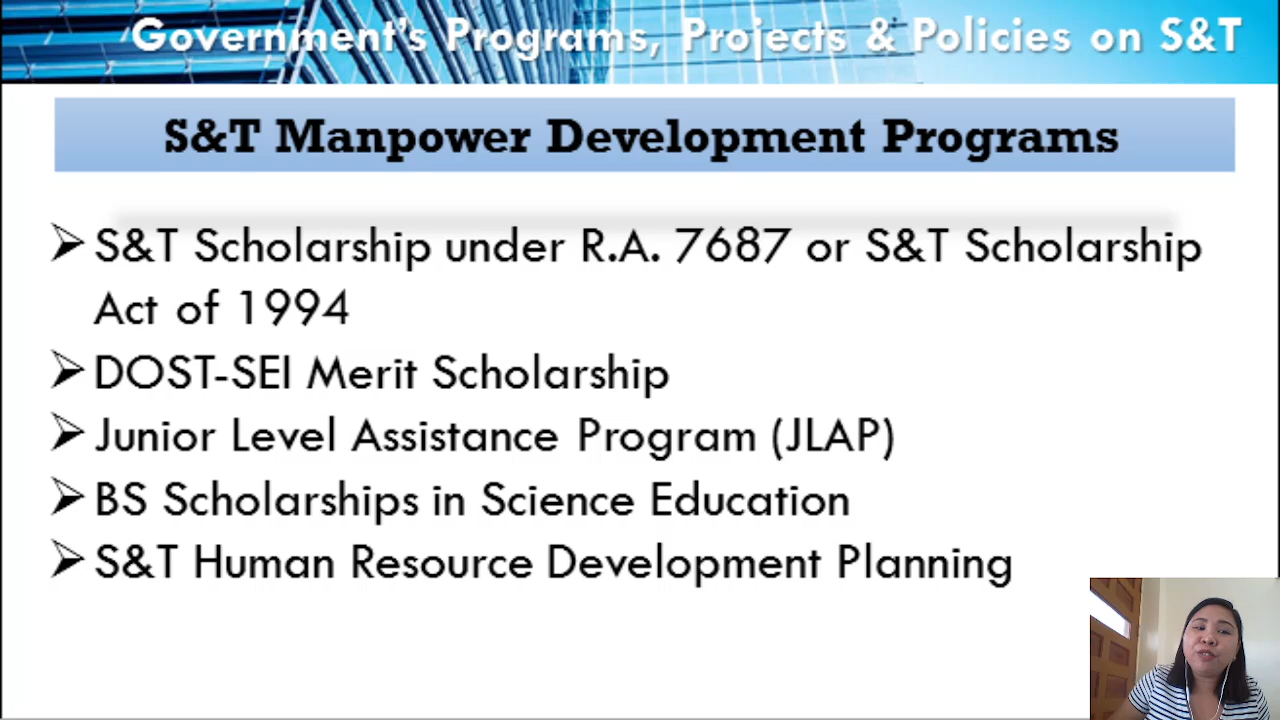 Government's Programs, Projects & Policies on S&T
S&T Manpower Development Programs
S&T Scholarship under R.A. 7687 or S&T Scholarship
Act of 1994
DOST-SEI Merit Scholarship
Junior Level Assistance Program (JLAP)
BS Scholarships in Science Education
S&T Human Resource Development Planning